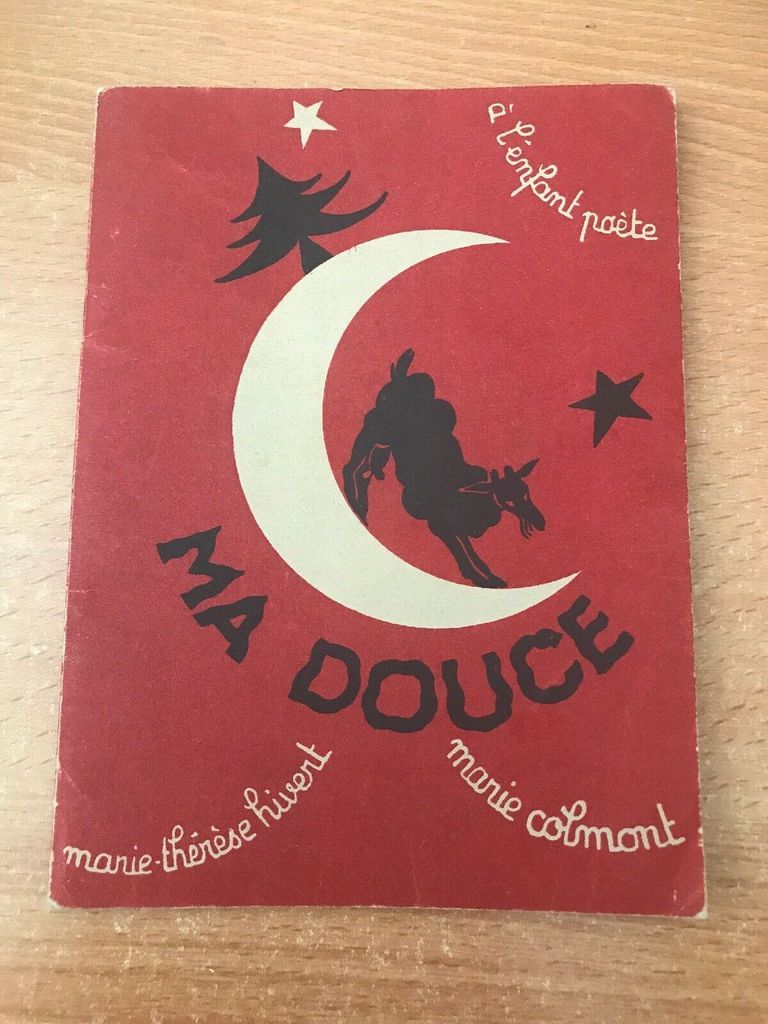 à l'enfant poète
MA DOUCE
marie-thérèse hivert
marie colmont